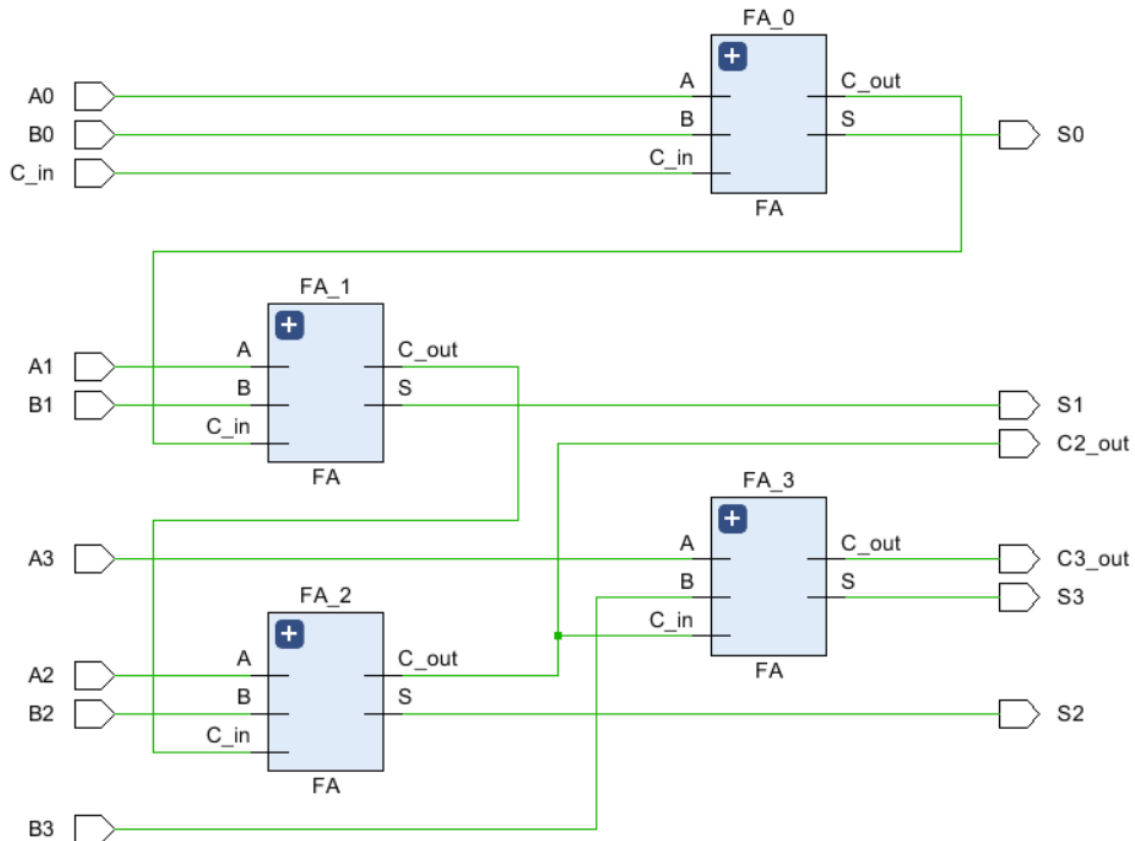 FA_0
A0
A
C_out
B0
B
S
S0
C_in
C_in
FA
FA_1
A1
A
C_out
B1
B
S
S1
C_in
C2_out
FA
FA_3
A3
A
C_out
C3_out
B
S
S3
FA_2
C_in
A2
A
C_out
FA
B2
B
S
S2
C_in
FA
B3